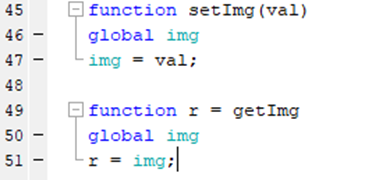 45 function setImg(val)
46 - global img
47 - img = val;
48
49 function r = getImg
50 - global img
51 - r = img;